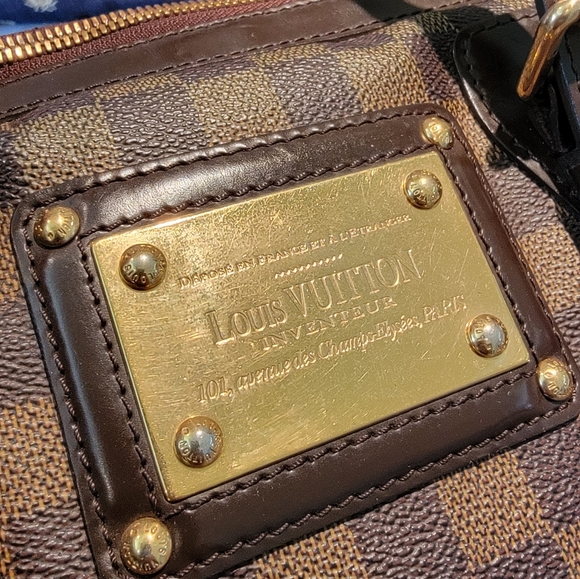 DÉPOSÉ EN FRANCE ET À L'ÉTRANGER
LOUIS VUITTON
INVENTEUR
101, avenue des Champs-Elysées, PARIS